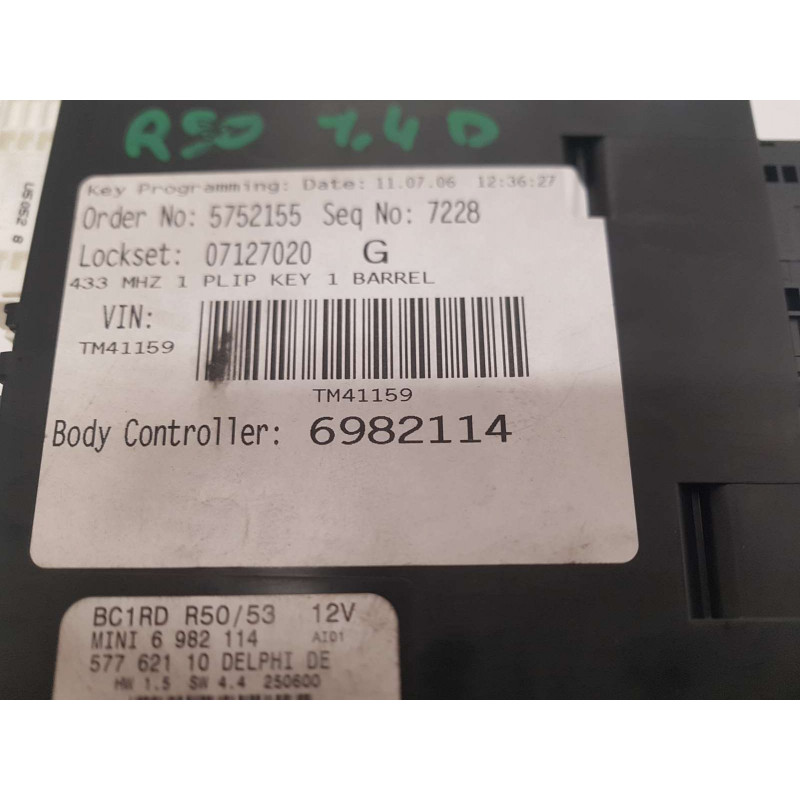 R50 1.4 D
Key Programming: Date: 11.07.06 12:36:27
Order No: 5752155 Seq No: 7228
Lockset: 07127020 G
433 MHZ 1 PLIP KEY 1 BARREL
VIN:
TM41159
TM41159
Body Controller: 6982114
BC1RD R50/53 12V
MINI 6 982 114 AI01
577 621 10 DELPHI DE
HW 1.5 SW 4.4 250600